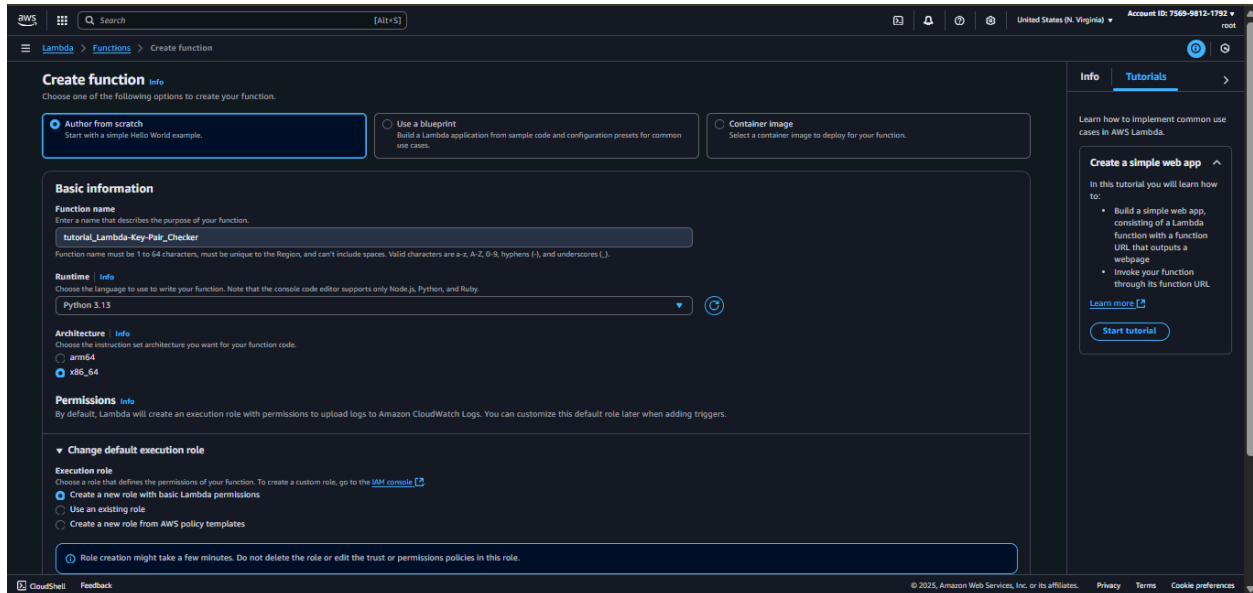 aws
Search
[Alt+S]
United States (N. Virginia)
Account ID: 7569-9812-1792
root
Lambda > Functions > Create function
Create function Info
Choose one of the following options to create your function.
Author from scratch
Start with a simple Hello World example.
Use a blueprint
Build a Lambda application from sample code and configuration presets for common
use cases.
Container image
Select a container image to deploy for your function.
Basic information
Function name
Enter a name that describes the purpose of your function.
tutorial_Lambda-Key-Pair_Checker
Function name must be 1 to 64 characters, must be unique to the Region, and can't include spaces. Valid characters are a-z, A-Z, 0-9, hyphens (-), and underscores (_).
Runtime Info
Choose the language to use to write your function. Note that the console code editor supports only Node.js, Python, and Ruby.
Python 3.13
Architecture Info
Choose the instruction set architecture you want for your function code.
arm64
x86_64
Permissions Info
By default, Lambda will create an execution role with permissions to upload logs to Amazon CloudWatch Logs. You can customize this default role later when adding triggers.
Change default execution role
Execution role
Choose a role that defines the permissions of your function. To create a custom role, go to the IAM console.
Create a new role with basic Lambda permissions
Use an existing role
Create a new role from AWS policy templates
Role creation might take a few minutes. Do not delete the role or edit the trust or permissions policies in this role.
Info
Tutorials
Learn how to implement common use
cases in AWS Lambda.
Create a simple web app
In this tutorial you will learn how
to:
• Build a simple web app,
consisting of a Lambda
function with a function
URL that outputs a
webpage
• Invoke your function
through its function URL
Learn more
Start tutorial
CloudShell Feedback
© 2025, Amazon Web Services, Inc. or its affiliates. Privacy Terms Cookie preferences